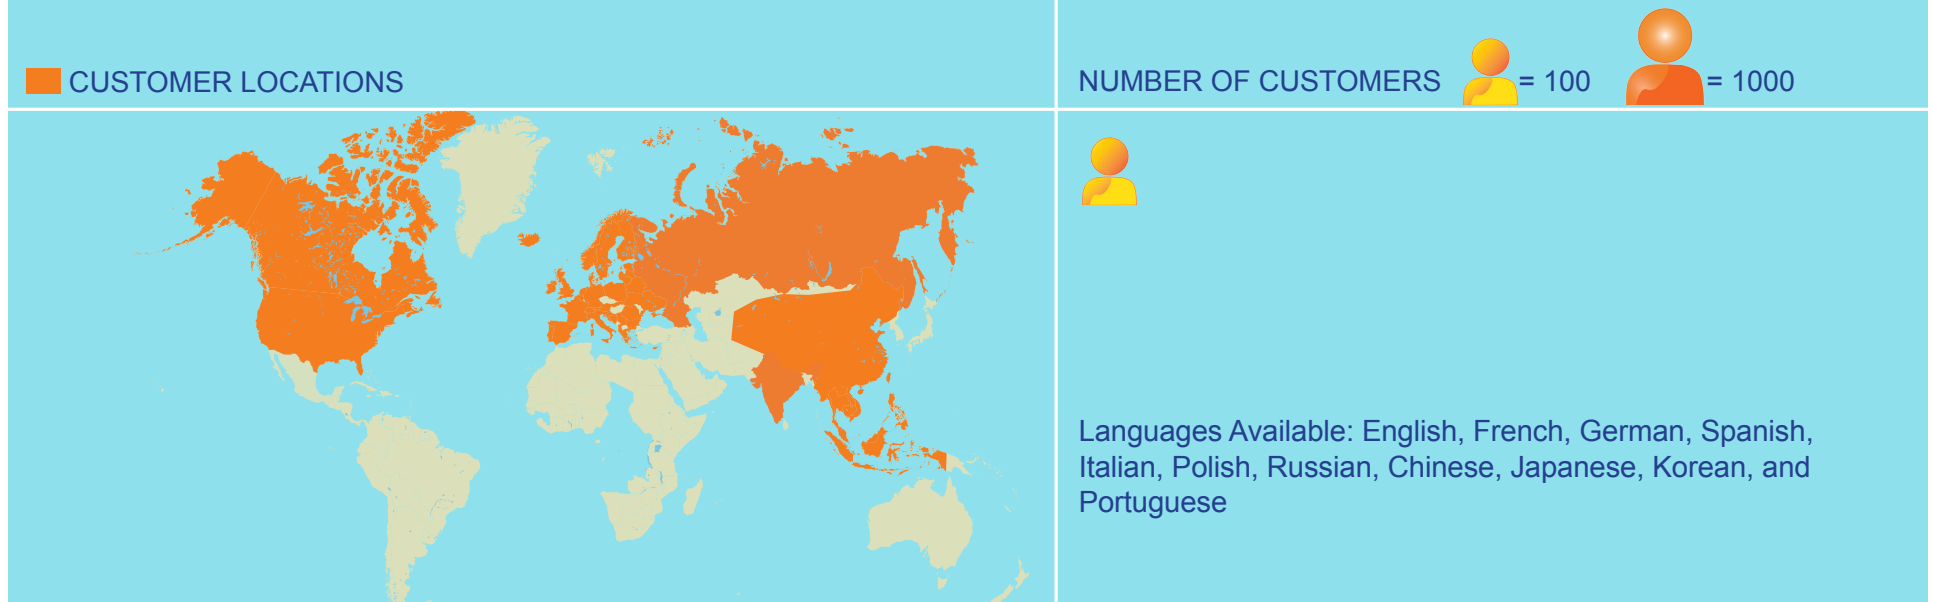 CUSTOMER LOCATIONS
NUMBER OF CUSTOMERS = 100 = 1000
Languages Available: English, French, German, Spanish,
Italian, Polish, Russian, Chinese, Japanese, Korean, and
Portuguese